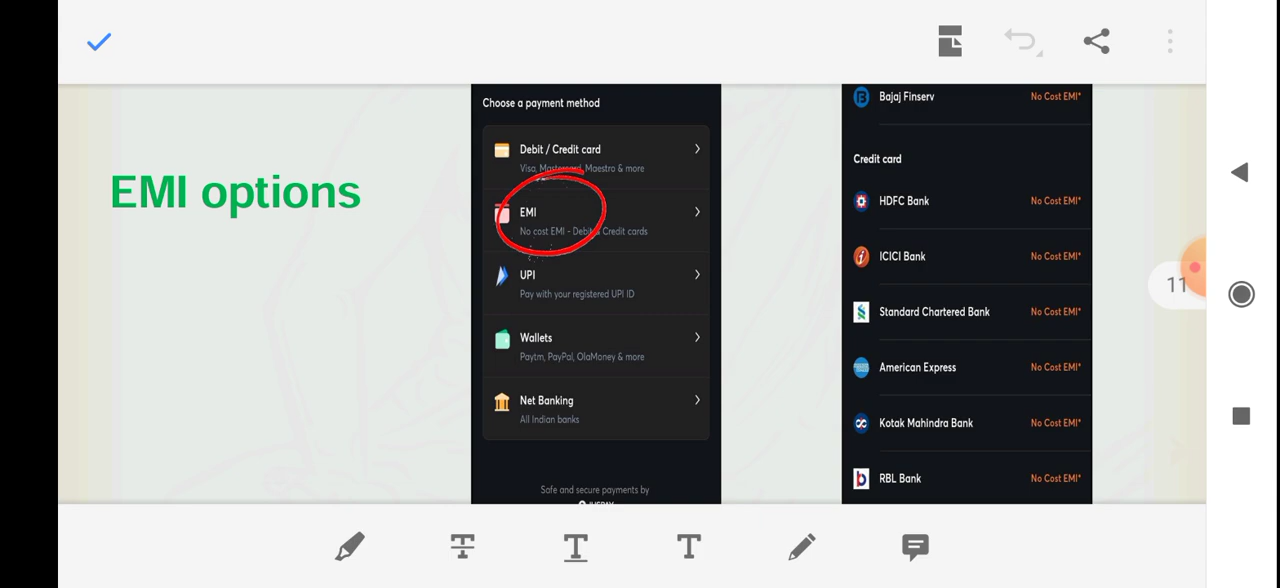 EMI options
Choose a payment method
Debit / Credit card
Visa, Mastercard, Maestro & more
EMI
No cost EMI - Debit & Credit cards
UPI
Pay with your registered UPI ID
Wallets
Paytm, PayPal, OlaMoney & more
Net Banking
All Indian banks
Safe and secure payments by
Bajaj Finserv No Cost EMI*
Credit card
HDFC Bank No Cost EMI*
ICICI Bank No Cost EMI*
Standard Chartered Bank No Cost EMI*
American Express No Cost EMI*
Kotak Mahindra Bank No Cost EMI*
RBL Bank No Cost EMI*
11